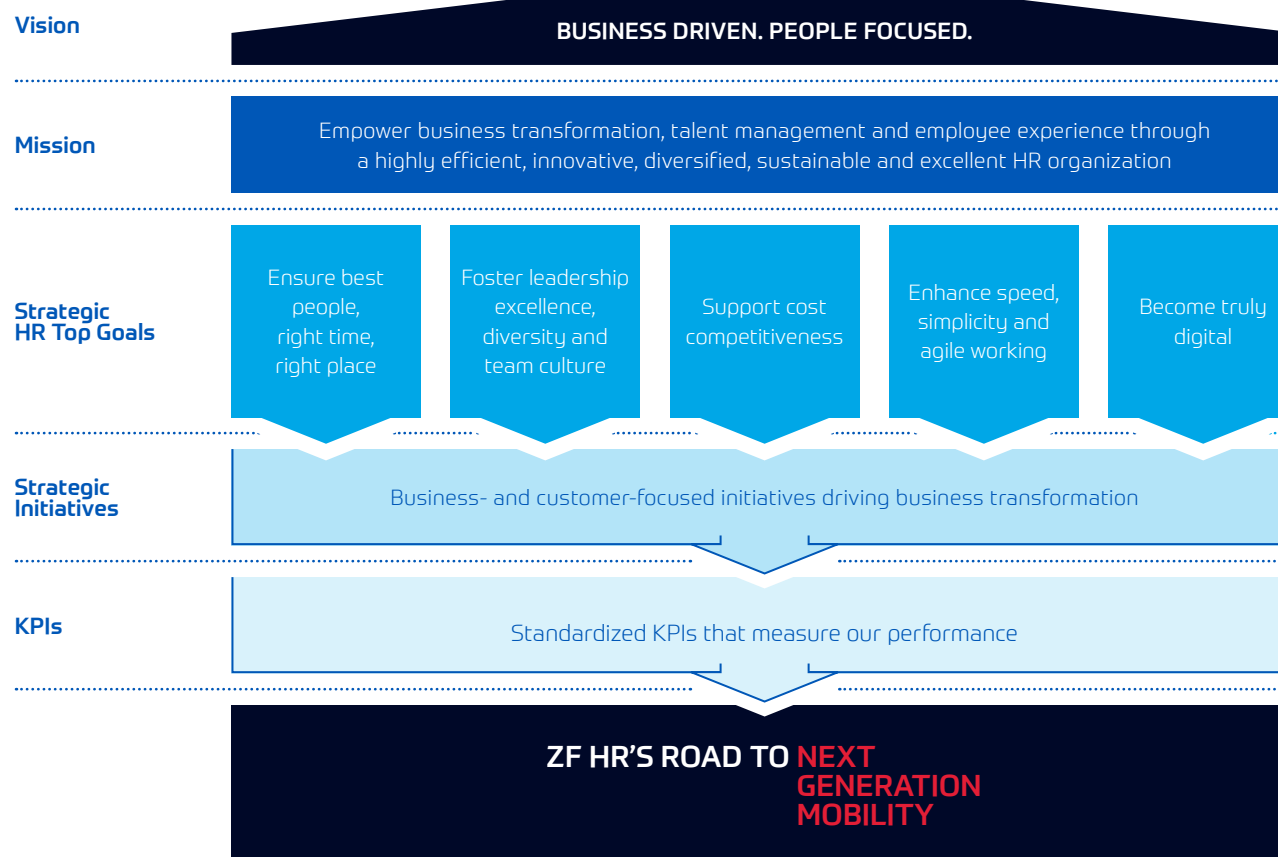 Vision
BUSINESS DRIVEN. PEOPLE FOCUSED.
Mission
Empower business transformation, talent management and employee experience through
a highly efficient, innovative, diversified, sustainable and excellent HR organization
Strategic
HR Top Goals
Ensure best
people,
right time,
right place
Foster leadership
excellence,
diversity and
team culture
Support cost
competitiveness
Enhance speed,
simplicity and
agile working
Become truly
digital
Strategic
Initiatives
Business- and customer-focused initiatives driving business transformation
KPIs
Standardized KPIs that measure our performance
ZF HR’S ROAD TO NEXT
GENERATION
MOBILITY